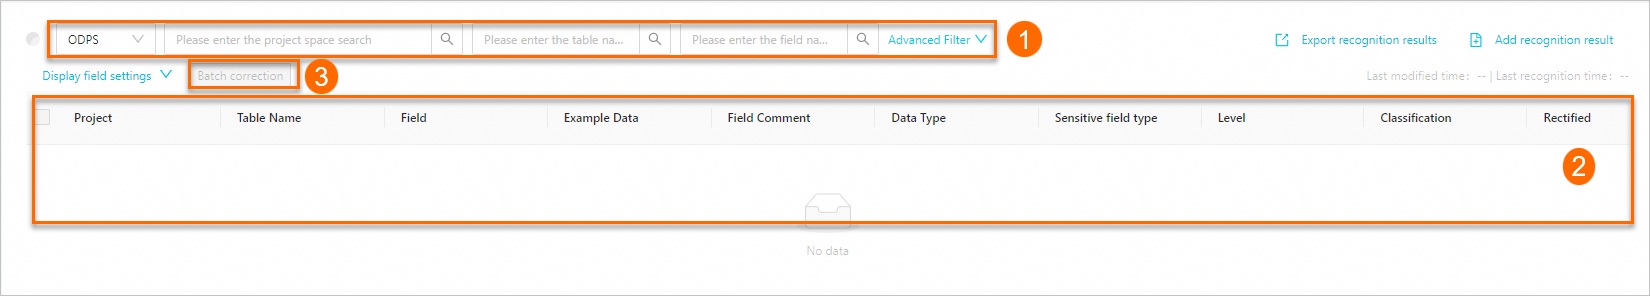 ODPS Please enter the project space search Please enter the table na... Please enter the field na... Advanced Filter 1 Export recognition results Add recognition result
Display field settings Batch correction 3 Last modified time: -- | Last recognition time: --
Project Table Name Field Example Data Field Comment Data Type Sensitive field type Level Classification Rectified
2
No data